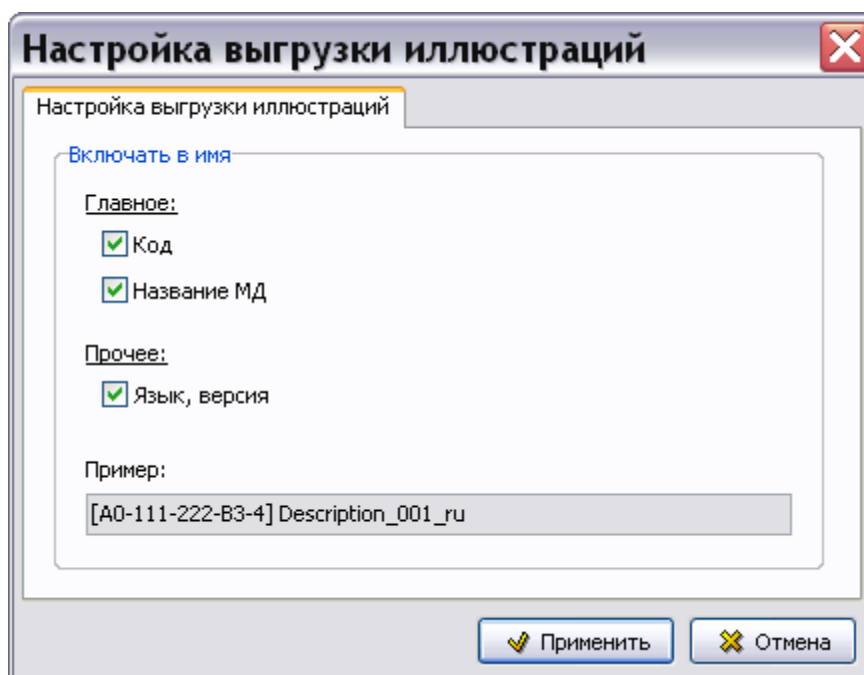 Настройка выгрузки иллюстраций
Настройка выгрузки иллюстраций
Включать в имя
Главное:
Код
Название МД
Прочее:
Язык, версия
Пример:
[A0-111-222-B3-4] Description_001_ru
Применить
Отмена